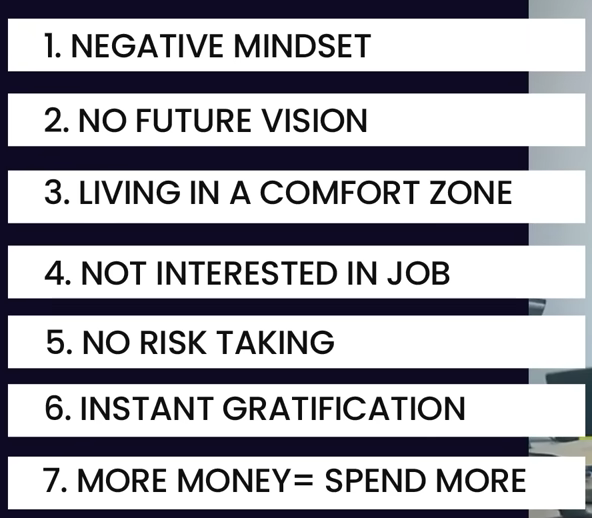 1. NEGATIVE MINDSET
2. NO FUTURE VISION
3. LIVING IN A COMFORT ZONE
4. NOT INTERESTED IN JOB
5. NO RISK TAKING
6. INSTANT GRATIFICATION
7. MORE MONEY= SPEND MORE